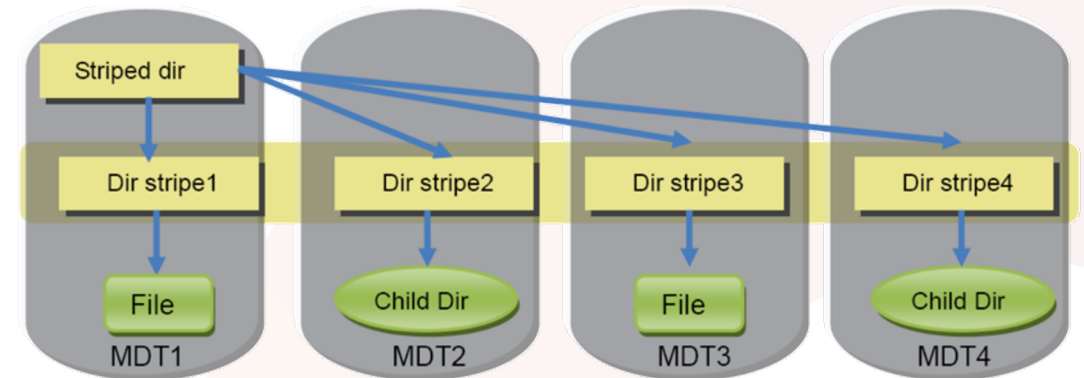 Striped dir
Dir stripe1
Dir stripe2
Dir stripe3
Dir stripe4
File
Child Dir
File
Child Dir
MDT1
MDT2
MDT3
MDT4